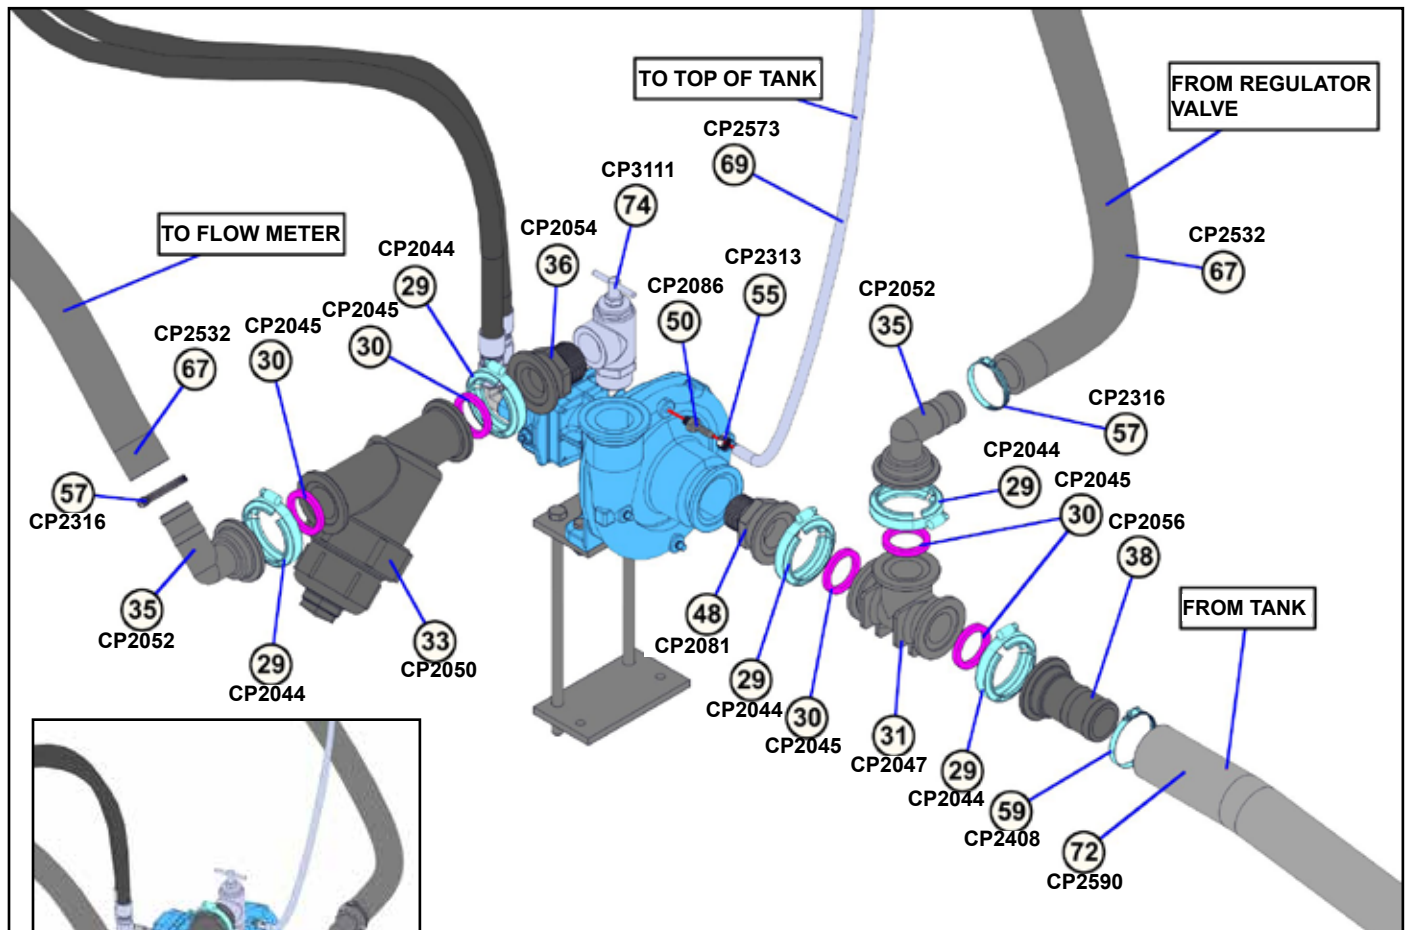 TO TOP OF TANK
FROM REGULATOR
VALVE
CP2573
69
CP3111
74
TO FLOW METER
CP2054
36
CP2044
29
CP2532
67
CP2313
55
CP2086
50
CP2052
35
CP2045
30
CP2045
30
CP2532
67
CP2316
57
CP2044
29
CP2045
30
57
CP2316
CP2056
38
35
CP2052
33
CP2050
29
CP2044
48
CP2081
FROM TANK
29
CP2044
30
CP2045
31
CP2047
29
CP2044
59
CP2408
72
CP2590